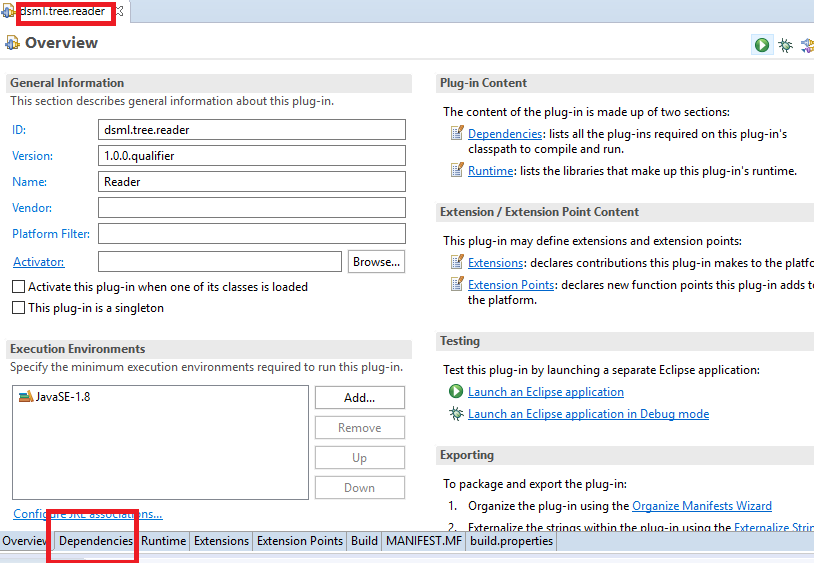 dsml.tree.reader
Overview
General Information
This section describes general information about this plug-in.
ID: dsml.tree.reader
Version: 1.0.0.qualifier
Name: Reader
Vendor:
Platform Filter:
Activator: Browse...
Activate this plug-in when one of its classes is loaded
This plug-in is a singleton
Execution Environments
Specify the minimum execution environments required to run this plug-in.
JavaSE-1.8
Add...
Remove
Up
Down
Configure JRE associations...
Plug-in Content
The content of the plug-in is made up of two sections:
Dependencies: lists all the plug-ins required on this plug-in's
classpath to compile and run.
Runtime: lists the libraries that make up this plug-in's runtime.
Extension / Extension Point Content
This plug-in may define extensions and extension points:
Extensions: declares contributions this plug-in makes to the platfo
Extension Points: declares new function points this plug-in adds to
the platform.
Testing
Test this plug-in by launching a separate Eclipse application:
Launch an Eclipse application
Launch an Eclipse application in Debug mode
Exporting
To package and export the plug-in:
1. Organize the plug-in using the Organize Manifests Wizard
2. Externalize the strings within the plug-in using the Externalize Strin
Overview Dependencies Runtime Extensions Extension Points Build MANIFEST.MF build.properties